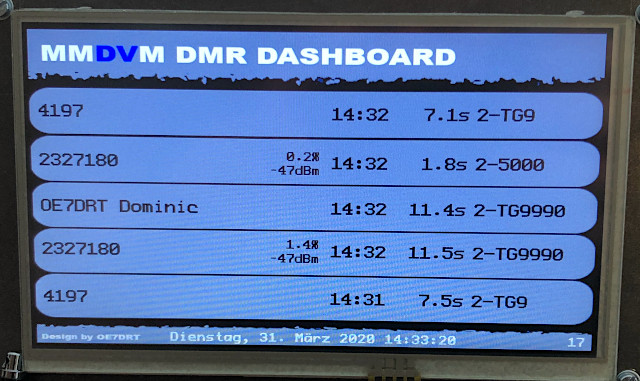 MMDVM DMR DASHBOARD
4197 14:32 7.1s 2-TG9
2327180 0.2% -47dBm 14:32 1.8s 2-5000
OE7DRT Dominic 14:32 11.4s 2-TG9990
2327180 1.4% -47dBm 14:32 11.5s 2-TG9990
4197 14:31 7.5s 2-TG9
Design by OE7DRT Dienstag, 31. März 2020 14:33:20 17